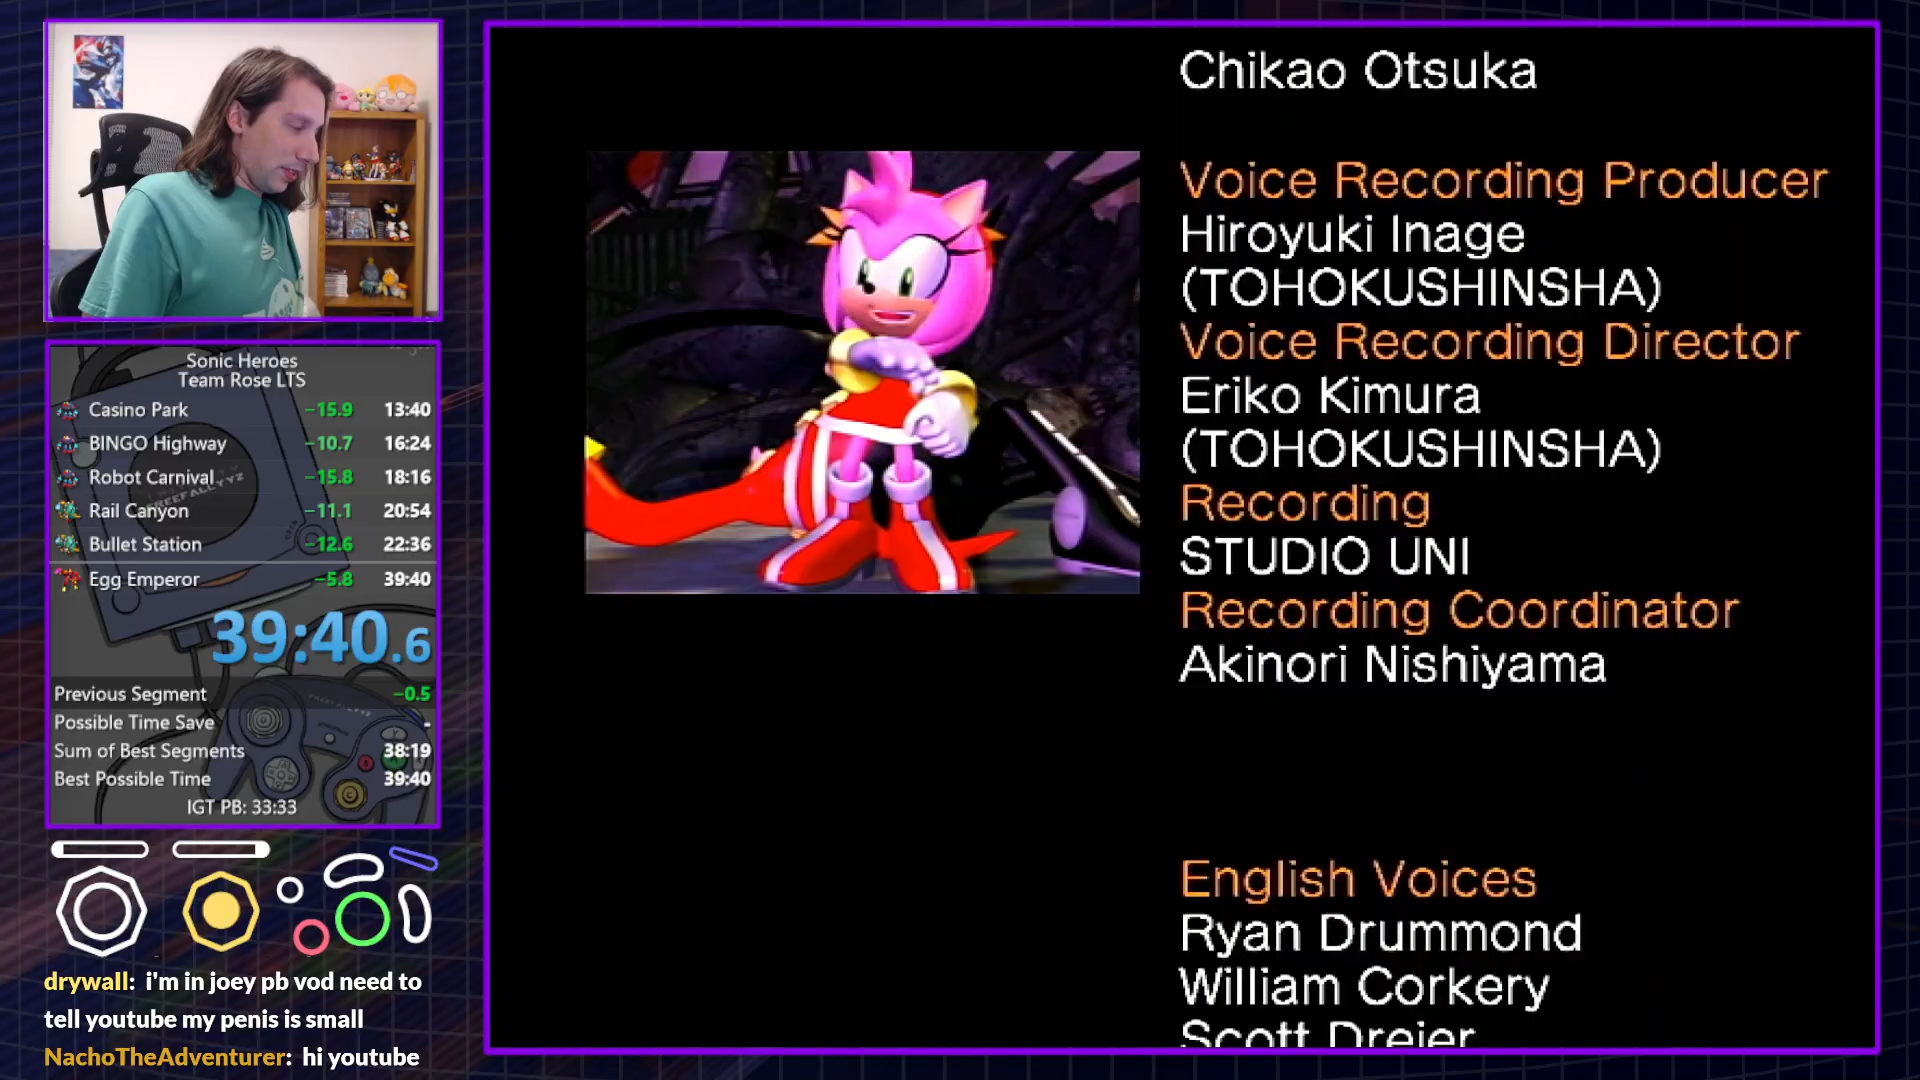 Sonic Heroes
Team Rose LTS
Casino Park -15.9 13:40
BINGO Highway -10.7 16:24
Robot Carnival -15.8 18:16
Rail Canyon -11.1 20:54
Bullet Station -12.6 22:36
Egg Emperor -5.8 39:40
39:40.6
Previous Segment -0.5
Possible Time Save -
Sum of Best Segments 38:19
Best Possible Time 39:40
IGT PB: 33:33
drywall: i'm in joey pb vod need to
tell youtube my penis is small
NachoTheAdventurer: hi youtube
Chikao Otsuka
Voice Recording Producer
Hiroyuki Inage
(TOHOKUSHINSHA)
Voice Recording Director
Eriko Kimura
(TOHOKUSHINSHA)
Recording
STUDIO UNI
Recording Coordinator
Akinori Nishiyama
English Voices
Ryan Drummond
William Corkery
Scott Dreier